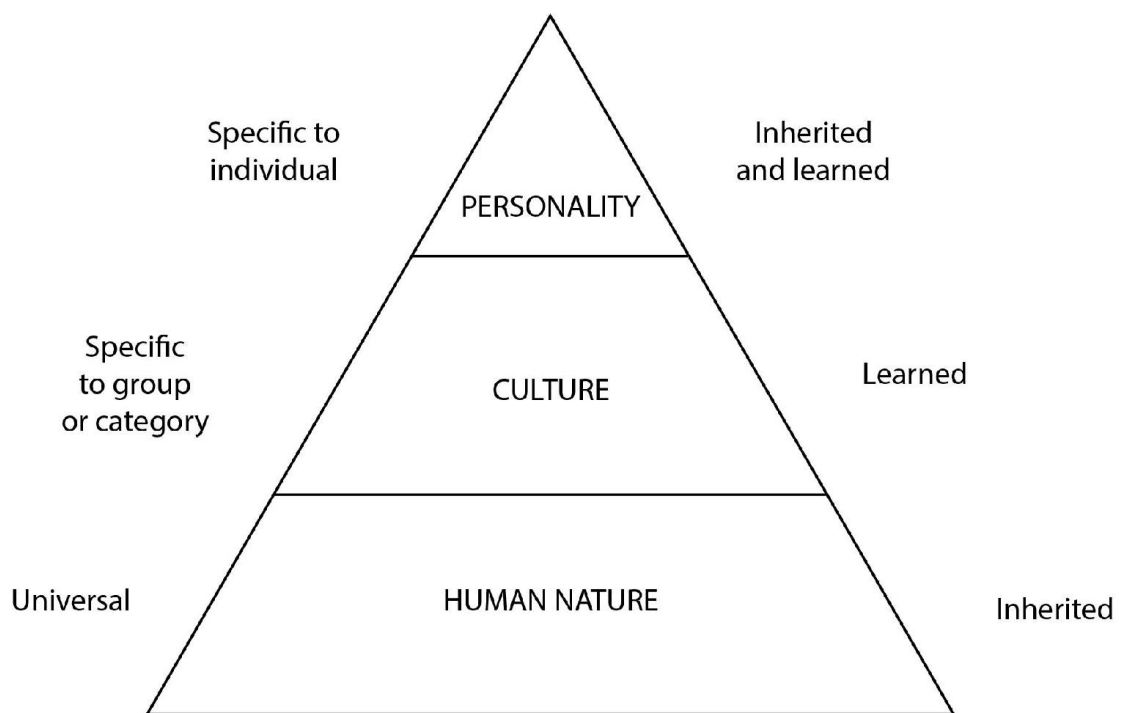 Specific to
individual
Inherited
and learned
PERSONALITY
Specific
to group
or category
CULTURE
Learned
Universal
HUMAN NATURE
Inherited